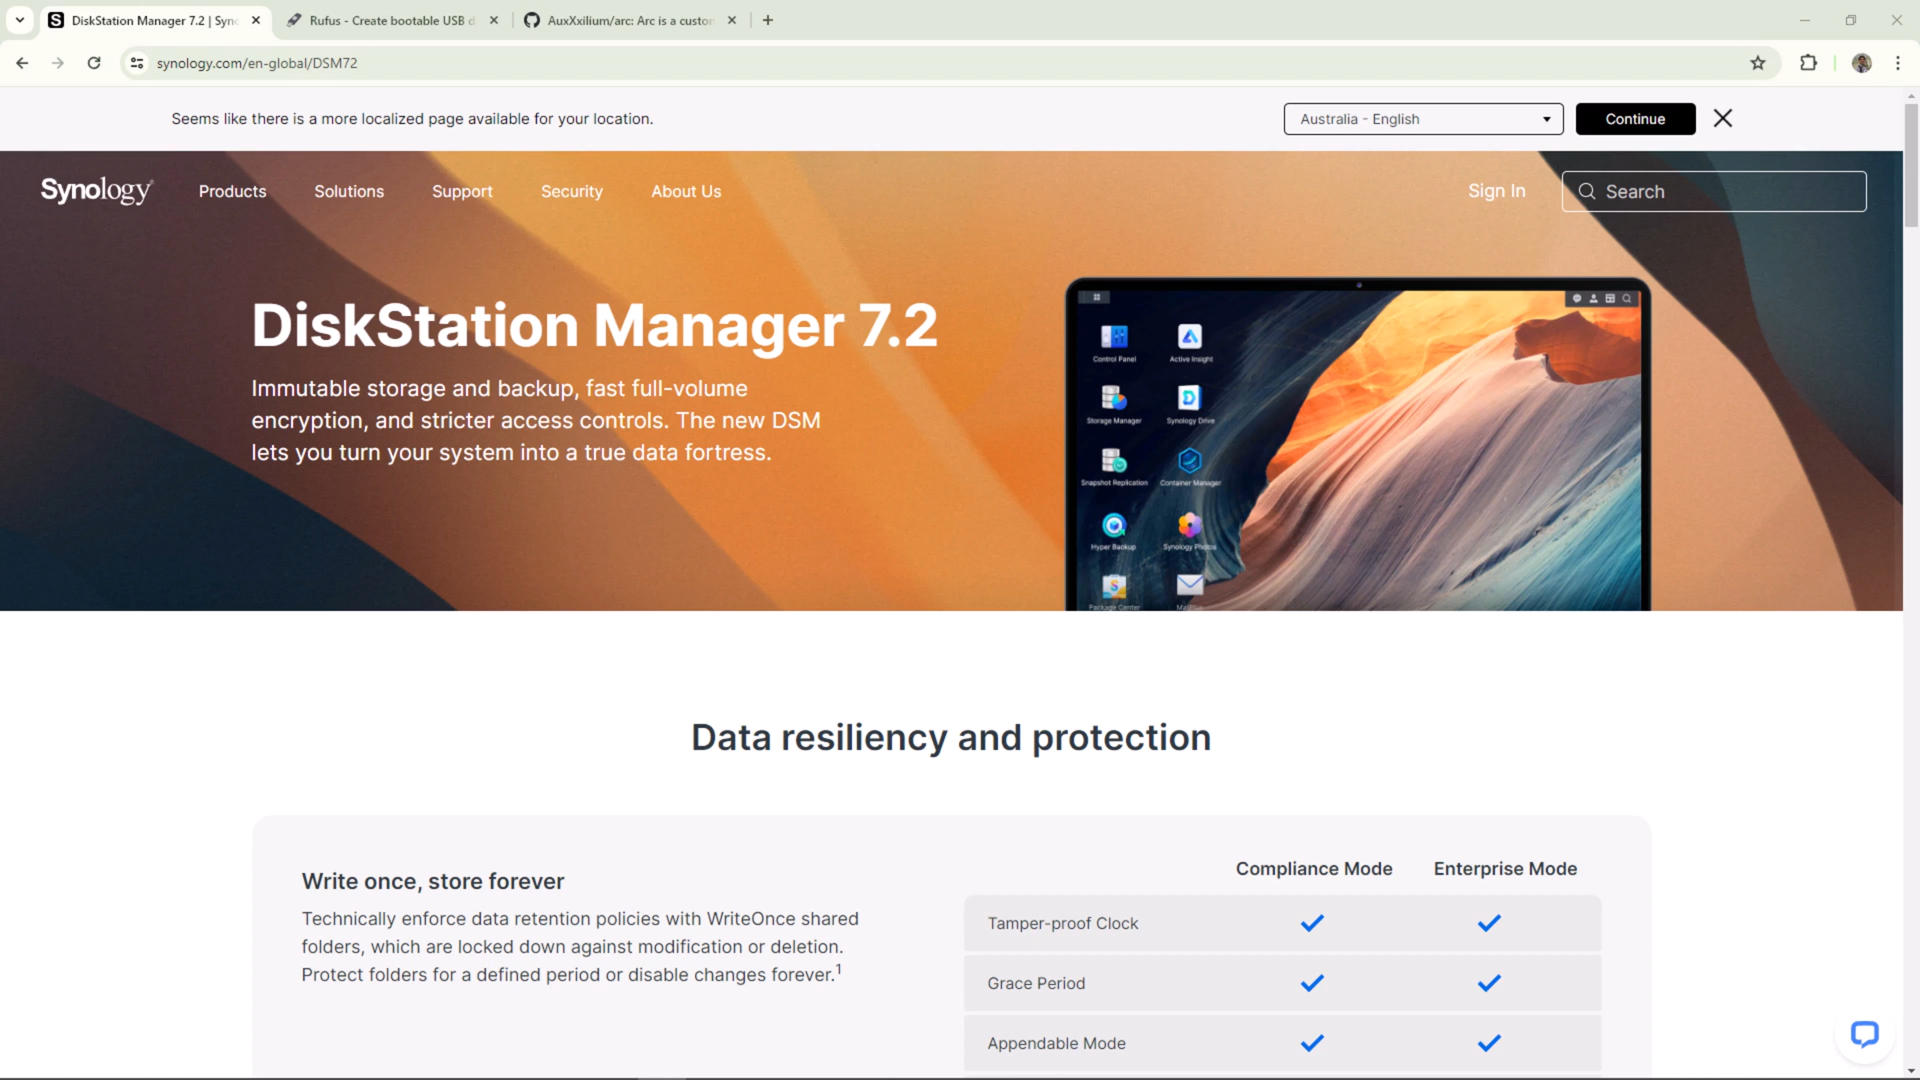 DiskStation Manager 7.2 | Syno
Rufus - Create bootable USB d
AuxXxilium/arc: Arc is a custom
synology.com/en-global/DSM72
Seems like there is a more localized page available for your location.
Australia - English
Continue
Synology
Products
Solutions
Support
Security
About Us
Sign In
Search
DiskStation Manager 7.2
Immutable storage and backup, fast full-volume
encryption, and stricter access controls. The new DSM
lets you turn your system into a true data fortress.
Control Panel
Active Insight
Storage Manager
Synology Drive
Snapshot Replication
Container Manager
Hyper Backup
Synology Photos
Package Center
Data resiliency and protection
Write once, store forever
Technically enforce data retention policies with WriteOnce shared
folders, which are locked down against modification or deletion.
Protect folders for a defined period or disable changes forever.1
Compliance Mode
Enterprise Mode
Tamper-proof Clock
Grace Period
Appendable Mode